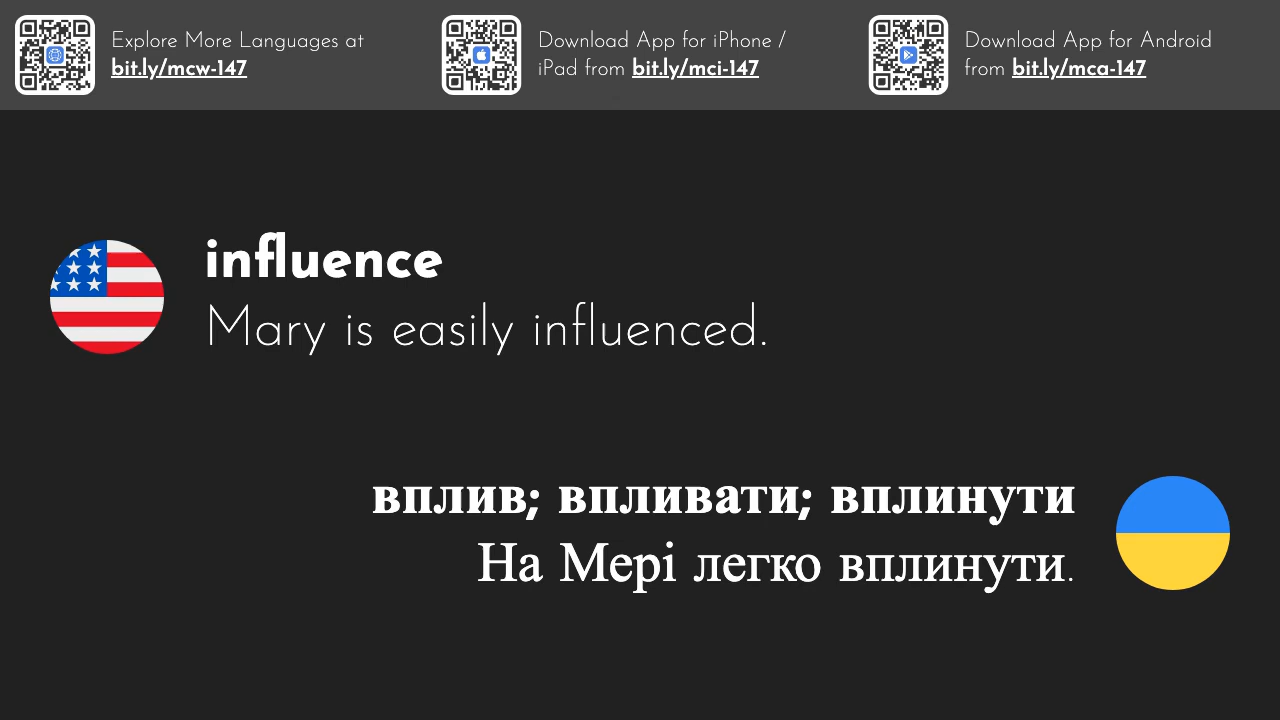 Explore More Languages at
bit.ly/mcw-147
Download App for iPhone /
iPad from bit.ly/mci-147
Download App for Android
from bit.ly/mca-147
influence
Mary is easily influenced.
вплив; впливати; вплинути
На Мері легко вплинути.